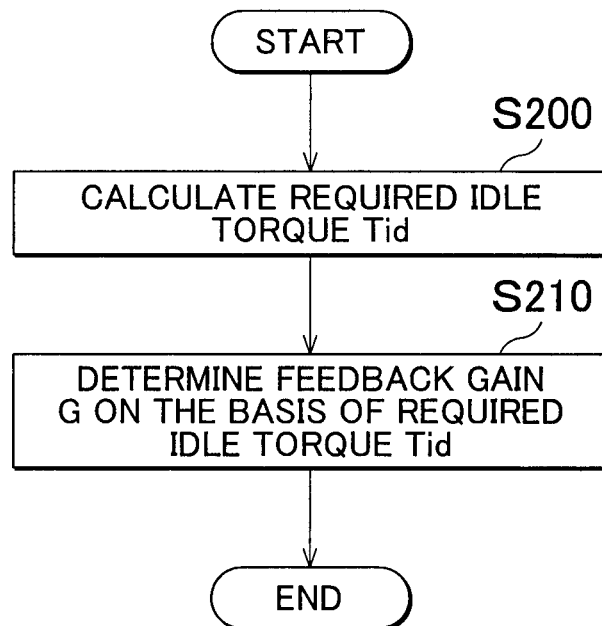 START
S200
CALCULATE REQUIRED IDLE
TORQUE Tid
S210
DETERMINE FEEDBACK GAIN
G ON THE BASIS OF REQUIRED
IDLE TORQUE Tid
END